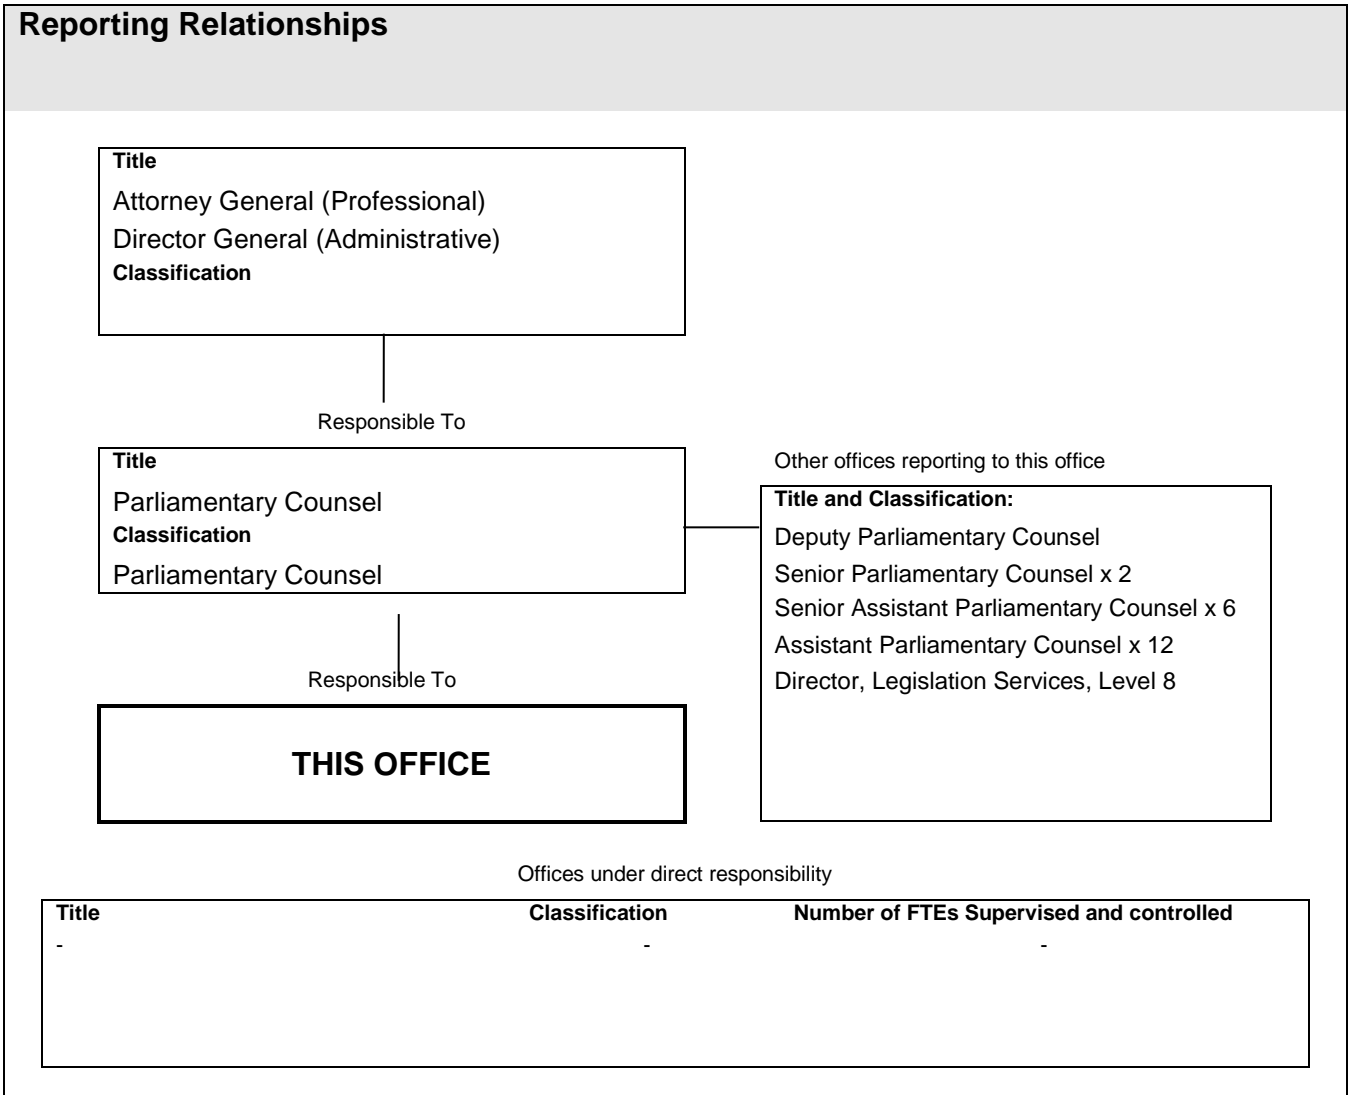 Reporting Relationships
Title
Attorney General (Professional)
Director General (Administrative)
Classification
Responsible To
Title
Parliamentary Counsel
Classification
Parliamentary Counsel
Other offices reporting to this office
Title and Classification:
Deputy Parliamentary Counsel
Senior Parliamentary Counsel x 2
Senior Assistant Parliamentary Counsel x 6
Assistant Parliamentary Counsel x 12
Director, Legislation Services, Level 8
Responsible To
THIS OFFICE
Offices under direct responsibility
Title Classification Number of FTEs Supervised and controlled
- - -